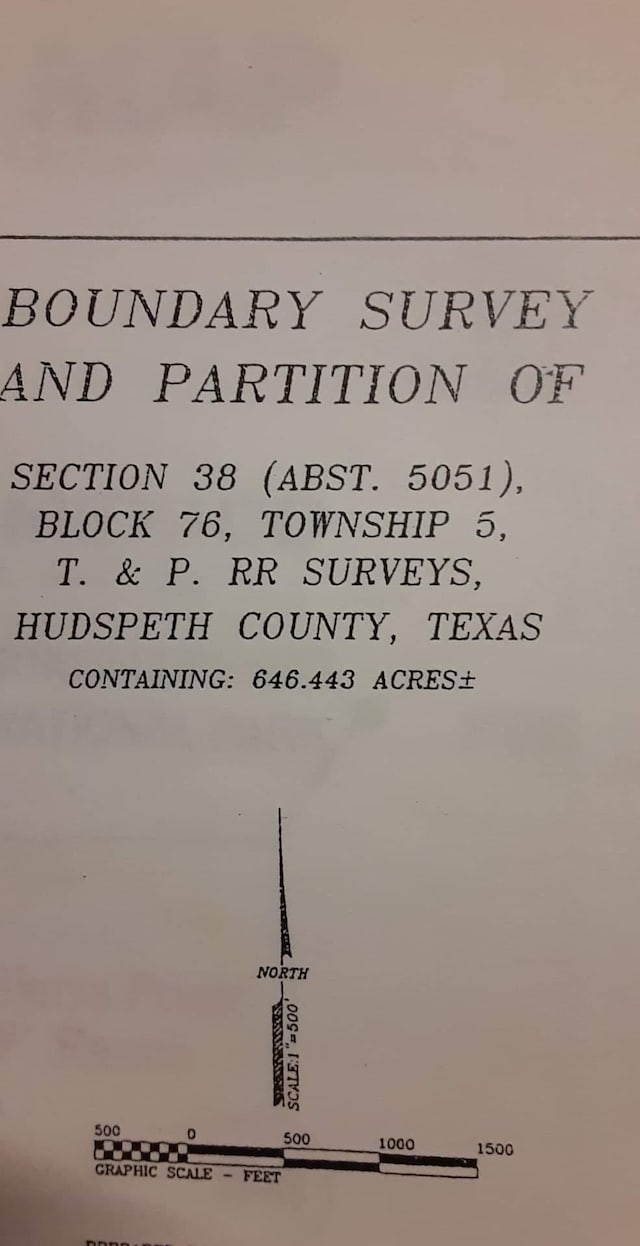 BOUNDARY SURVEY
AND PARTITION OF
SECTION 38 (ABST. 5051),
BLOCK 76, TOWNSHIP 5,
T. & P. RR SURVEYS,
HUDSPETH COUNTY, TEXAS
CONTAINING: 646.443 ACRES±
NORTH
SCALE:1"=500'
500 0 500 1000 1500
GRAPHIC SCALE - FEET